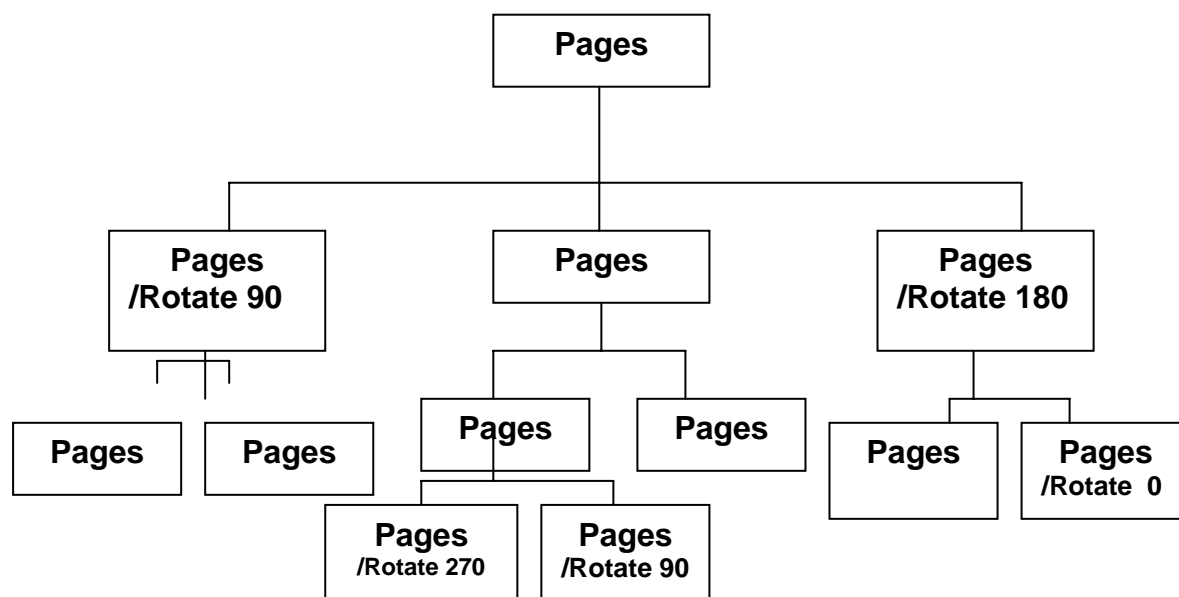 Pages
Pages
/Rotate 90
Pages
Pages
/Rotate 180
Pages
Pages
Pages
Pages
Pages
Pages
/Rotate  0
Pages
/Rotate 270
Pages
/Rotate 90